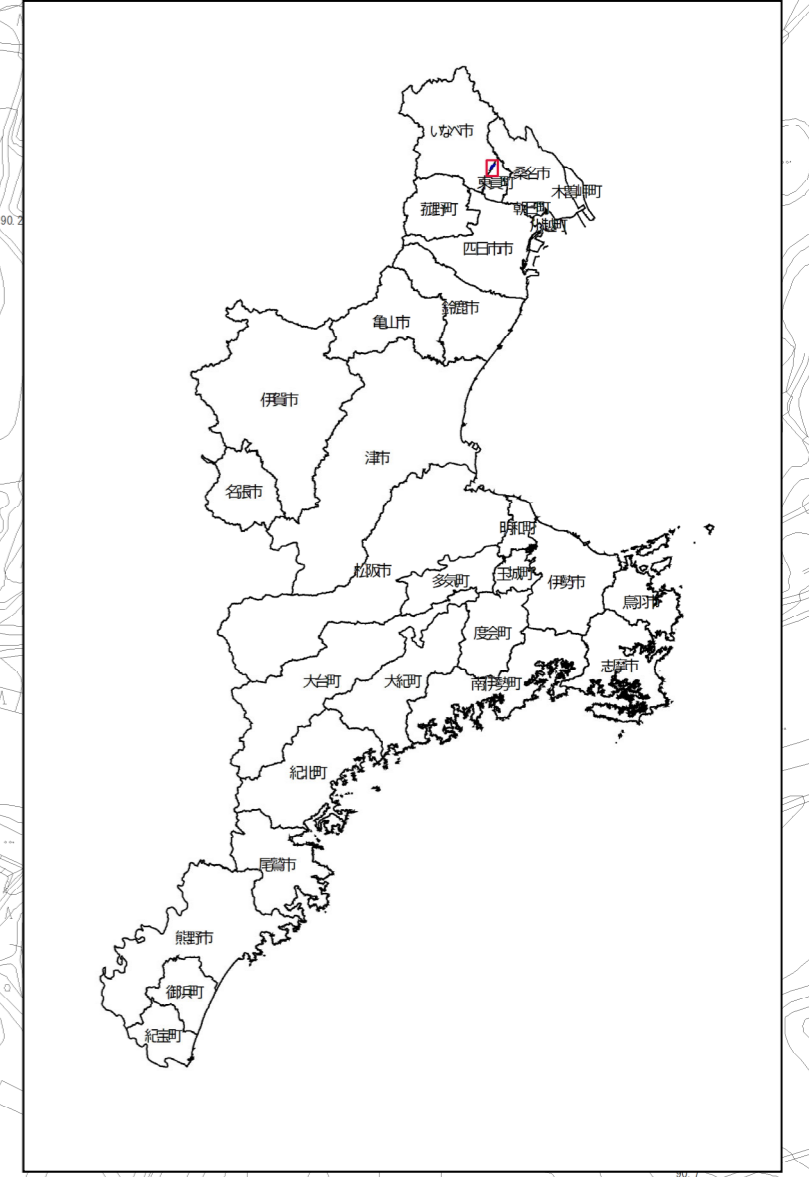 いなべ市
桑名市
東員町
木曽岬町
菰野町
朝日町
川越町
90.2
四日市市
鈴鹿市
亀山市
伊賀市
津市
名張市
明和町
松阪市
多気町
玉城町
伊勢市
鳥羽市
度会町
志摩市
大台町
大紀町
南伊勢町
紀北町
尾鷲市
熊野市
御浜町
紀宝町